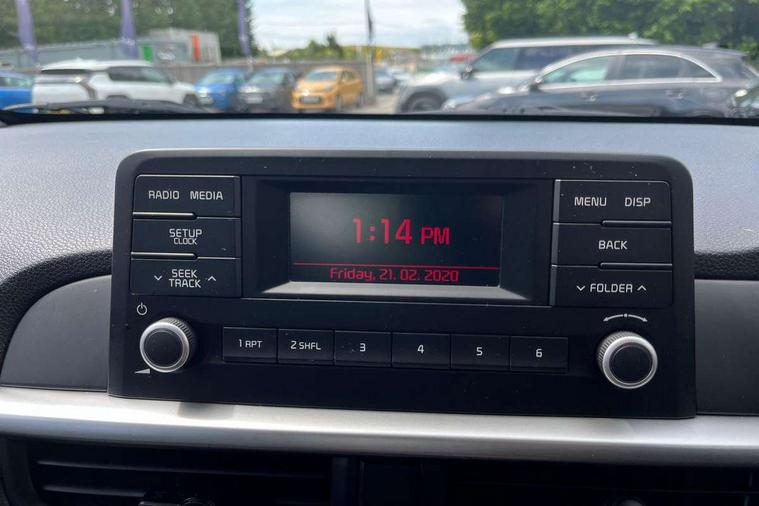 RADIO MEDIA
SETUP
CLOCK
SEEK
TRACK
1:14 PM
Friday, 21. 02. 2020
MENU DISP
BACK
FOLDER
1 RPT 2 SHFL 3 4 5 6